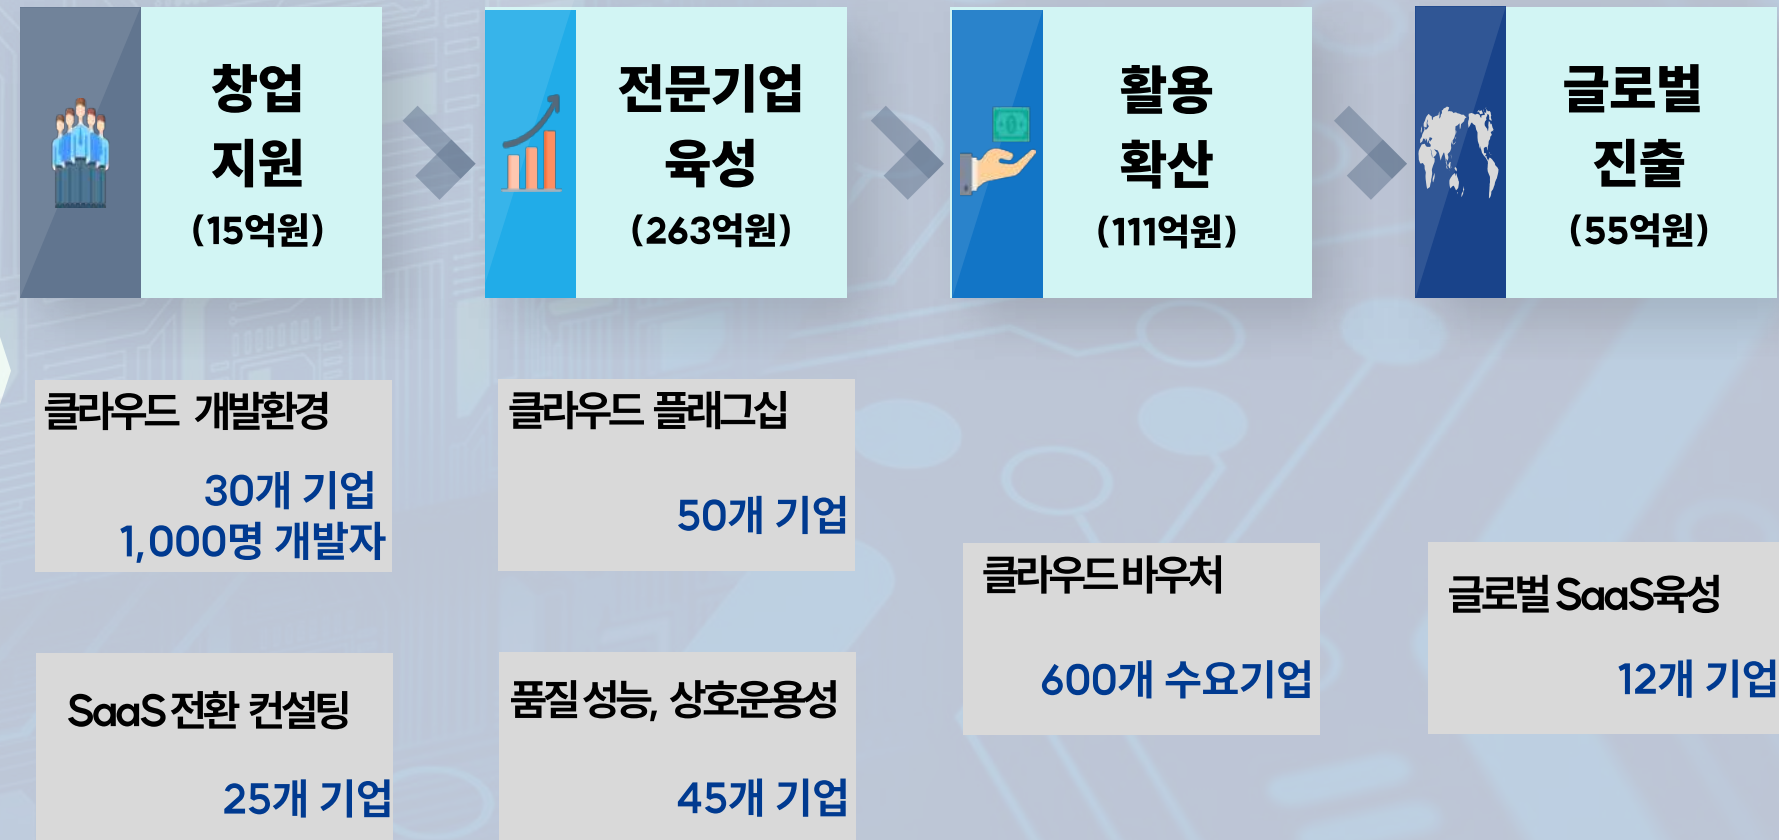 창업
지원
(15억원)
전문기업
육성
(263억원)
활용
확산
(111억원)
글로벌
진출
(55억원)
클라우드 개발환경
30개 기업
1,000명 개발자
SaaS 전환 컨설팅
25개 기업
클라우드 플래그십
50개 기업
품질 성능, 상호운용성
45개 기업
클라우드 바우처
600개 수요기업
글로벌 SaaS육성
12개 기업